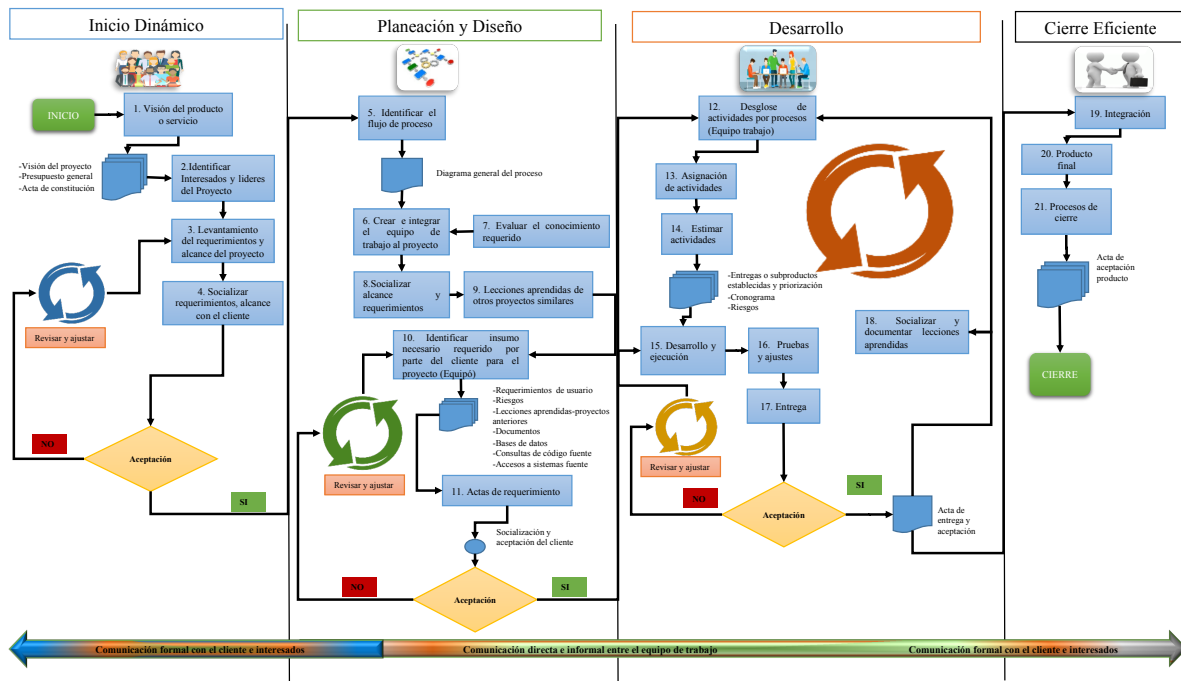 Inicio Dinámico
INICIO
1. Visión del producto
o servicio
-Visión del proyecto
-Presupuesto general
-Acta de constitución
2.Identificar
Interesados y lideres
del Proyecto
3. Levantamiento
del requerimientos y
alcance del proyecto
4. Socializar
requerimientos, alcance
con el cliente
Revisar y ajustar
NO
Aceptación
SI
Planeación y Diseño
5. Identificar el
flujo de proceso
Diagrama general del proceso
6. Crear e integrar
el equipo de
trabajo al proyecto
7. Evaluar el conocimiento
requerido
8.Socializar
alcance y
requerimientos
9. Lecciones aprendidas de
otros proyectos similares
10. Identificar insumo
necesario requerido por
parte del cliente para el
proyecto (Equipó)
-Requerimientos de usuario
-Riesgos
-Lecciones aprendidas-proyectos
anteriores
-Documentos
-Bases de datos
-Consultas de código fuente
-Accesos a sistemas fuente
Revisar y ajustar
11. Actas de requerimiento
Socialización y
aceptación del cliente
NO
Aceptación
SI
Desarrollo
12. Desglose de
actividades por procesos
(Equipo trabajo)
13. Asignación
de actividades
14. Estimar
actividades
-Entregas o subproductos
establecidas y priorización
-Cronograma
-Riesgos
15. Desarrollo y
ejecución
16. Pruebas
y ajustes
17. Entrega
18. Socializar y
documentar lecciones
aprendidas
Revisar y ajustar
NO
Aceptación
SI
Acta de
entrega y
aceptación
Cierre Eficiente
19. Integración
20. Producto
final
21. Procesos de
cierre
Acta de
aceptación
producto
CIERRE
Comunicación formal con el cliente e interesados
Comunicación directa e informal entre el equipo de trabajo
Comunicación formal con el cliente e interesados